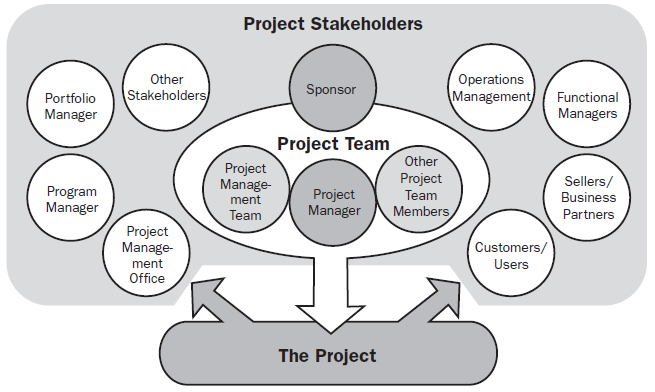 Project Stakeholders
Portfolio
Manager
Other
Stakeholders
Sponsor
Operations
Management
Functional
Managers
Project Team
Program
Manager
Project
Manage-
ment
Team
Project
Manager
Other
Project
Team
Members
Sellers/
Business
Partners
Project
Manage-
ment
Office
Customers/
Users
The Project